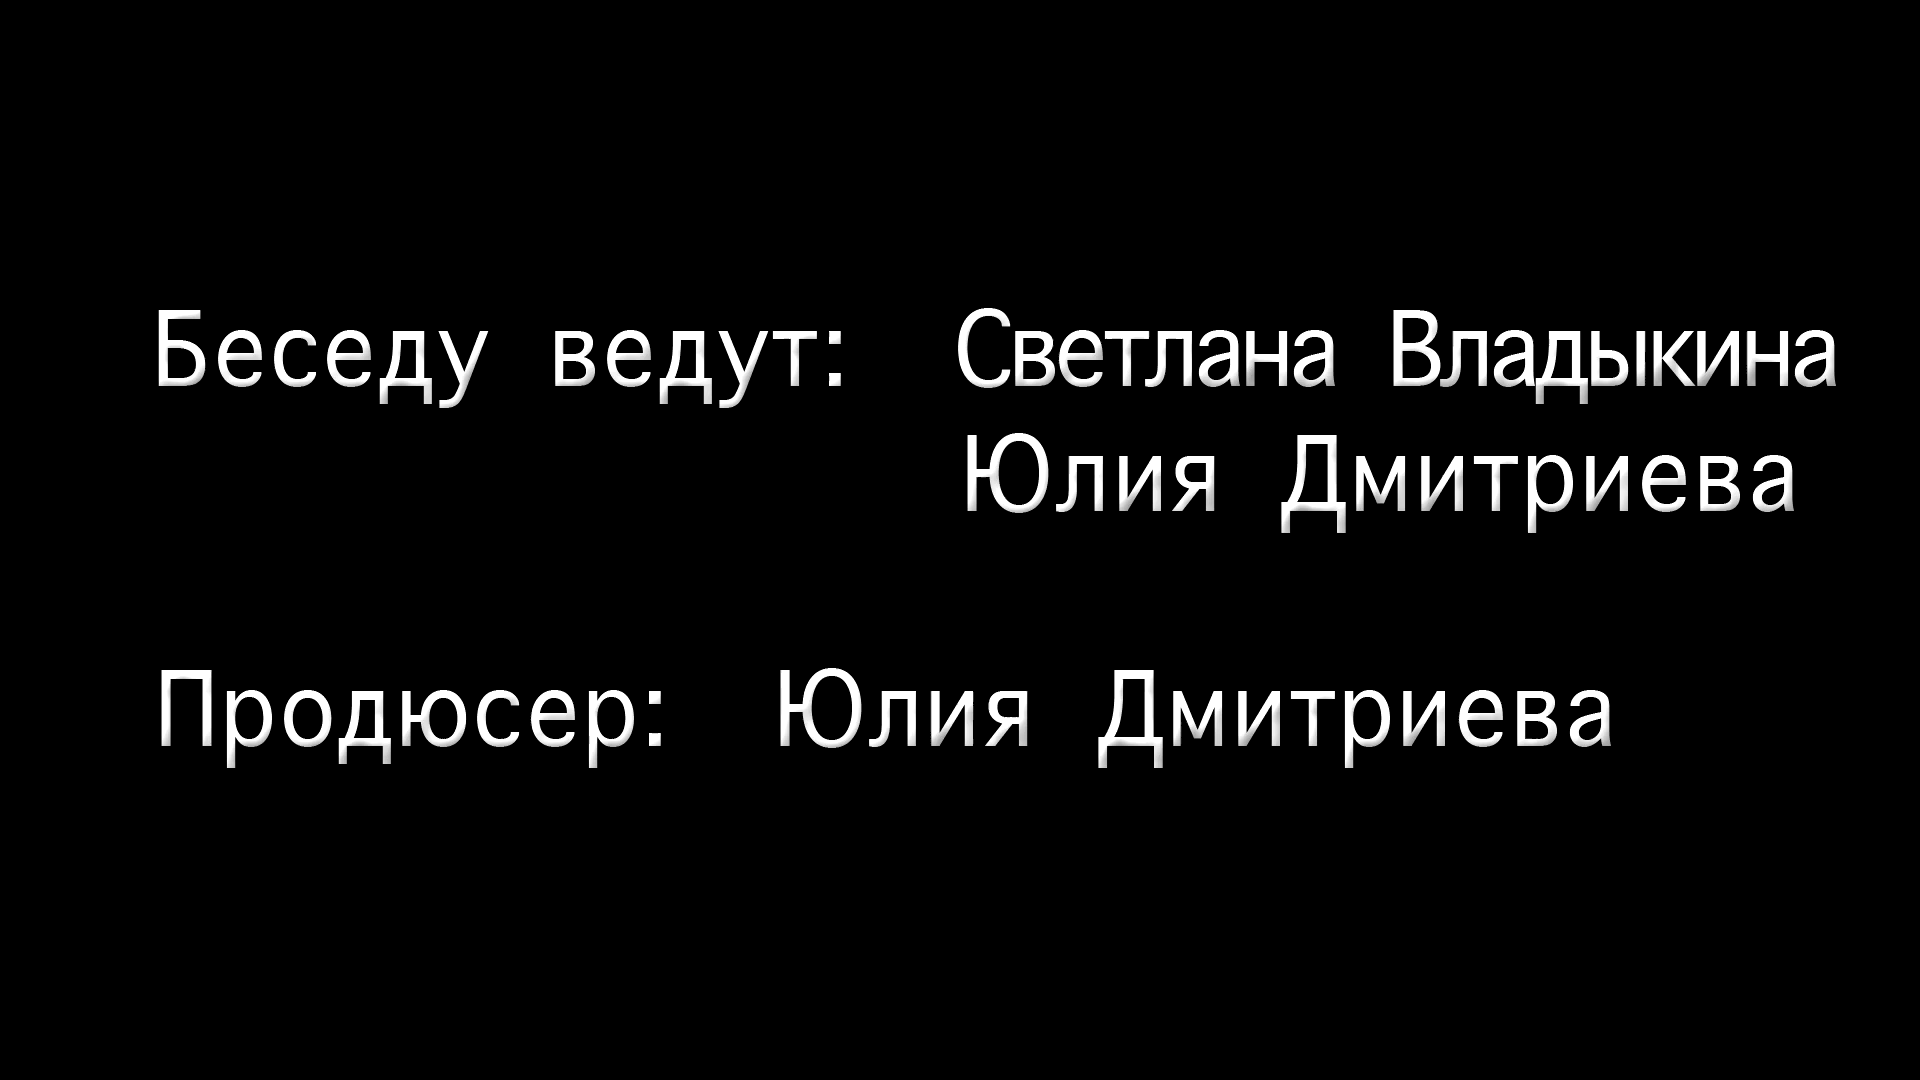 Беседу ведут: Светлана Владыкина
Юлия Дмитриева
Продюсер: Юлия Дмитриева